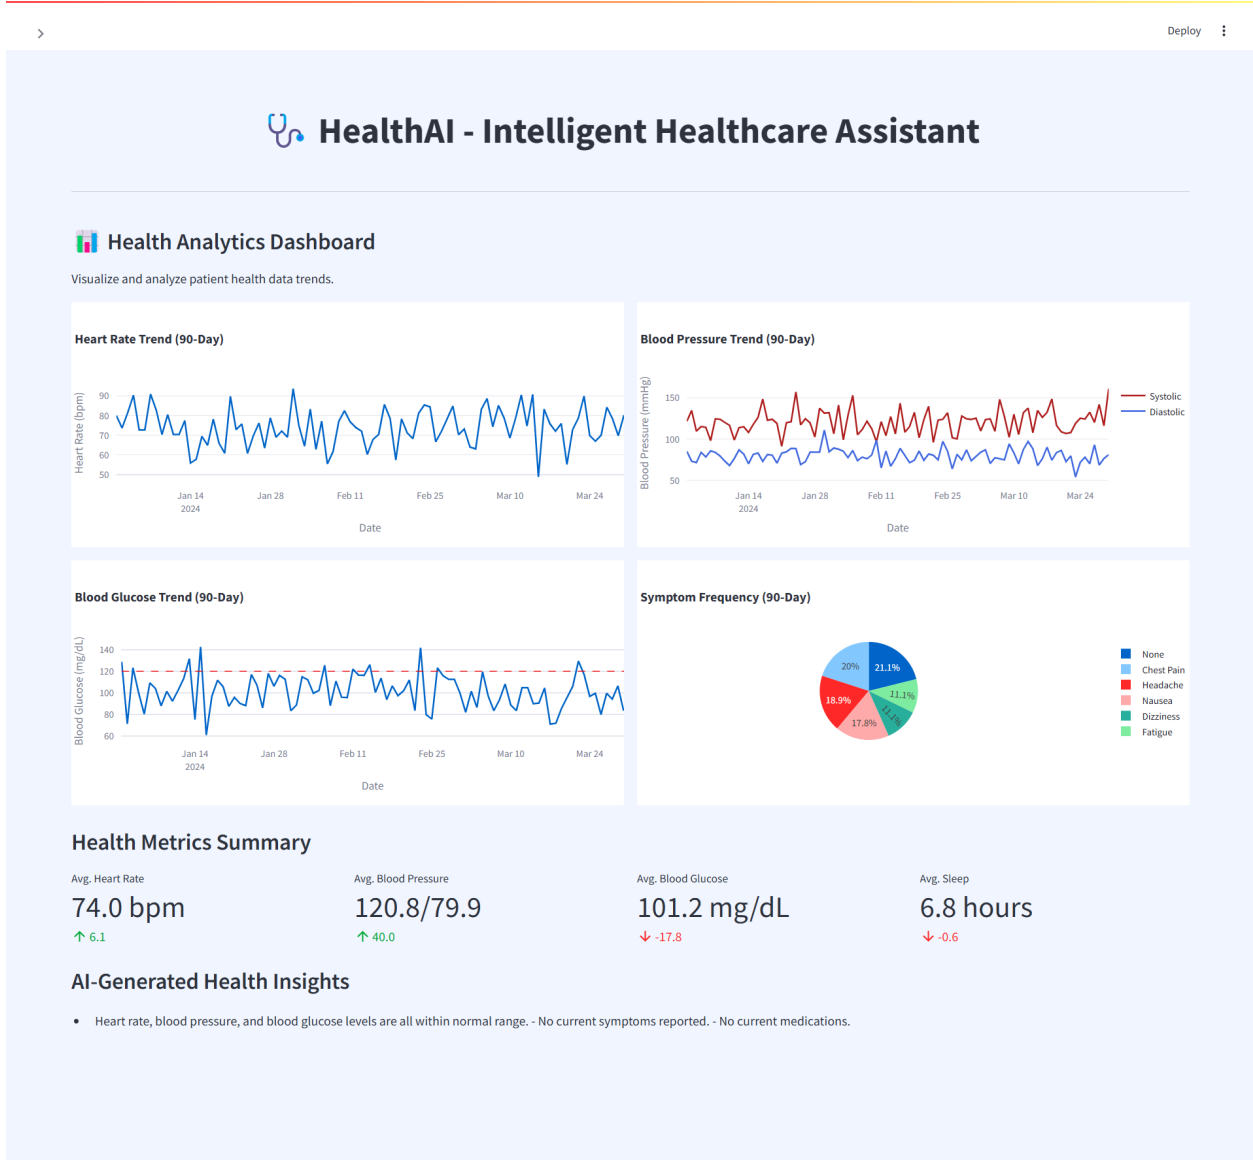 Deploy
HealthAI - Intelligent Healthcare Assistant
Health Analytics Dashboard
Visualize and analyze patient health data trends.
Heart Rate Trend (90-Day)
Heart Rate (bpm)
90
80
70
60
50
Jan 14
2024
Jan 28
Feb 11
Feb 25
Mar 10
Mar 24
Date
Blood Pressure Trend (90-Day)
Blood Pressure (mmHg)
150
100
50
Jan 14
2024
Jan 28
Feb 11
Feb 25
Mar 10
Mar 24
Date
Systolic
Diastolic
Blood Glucose Trend (90-Day)
Blood Glucose (mg/dL)
140
120
100
80
60
Jan 14
2024
Jan 28
Feb 11
Feb 25
Mar 10
Mar 24
Date
Symptom Frequency (90-Day)
20%
21.1%
18.9%
11.1%
17.8%
11.1%
None
Chest Pain
Headache
Nausea
Dizziness
Fatigue
Health Metrics Summary
Avg. Heart Rate
74.0 bpm
↑ 6.1
Avg. Blood Pressure
120.8/79.9
↑ 40.0
Avg. Blood Glucose
101.2 mg/dL
↓ -17.8
Avg. Sleep
6.8 hours
↓ -0.6
AI-Generated Health Insights
• Heart rate, blood pressure, and blood glucose levels are all within normal range. - No current symptoms reported. - No current medications.